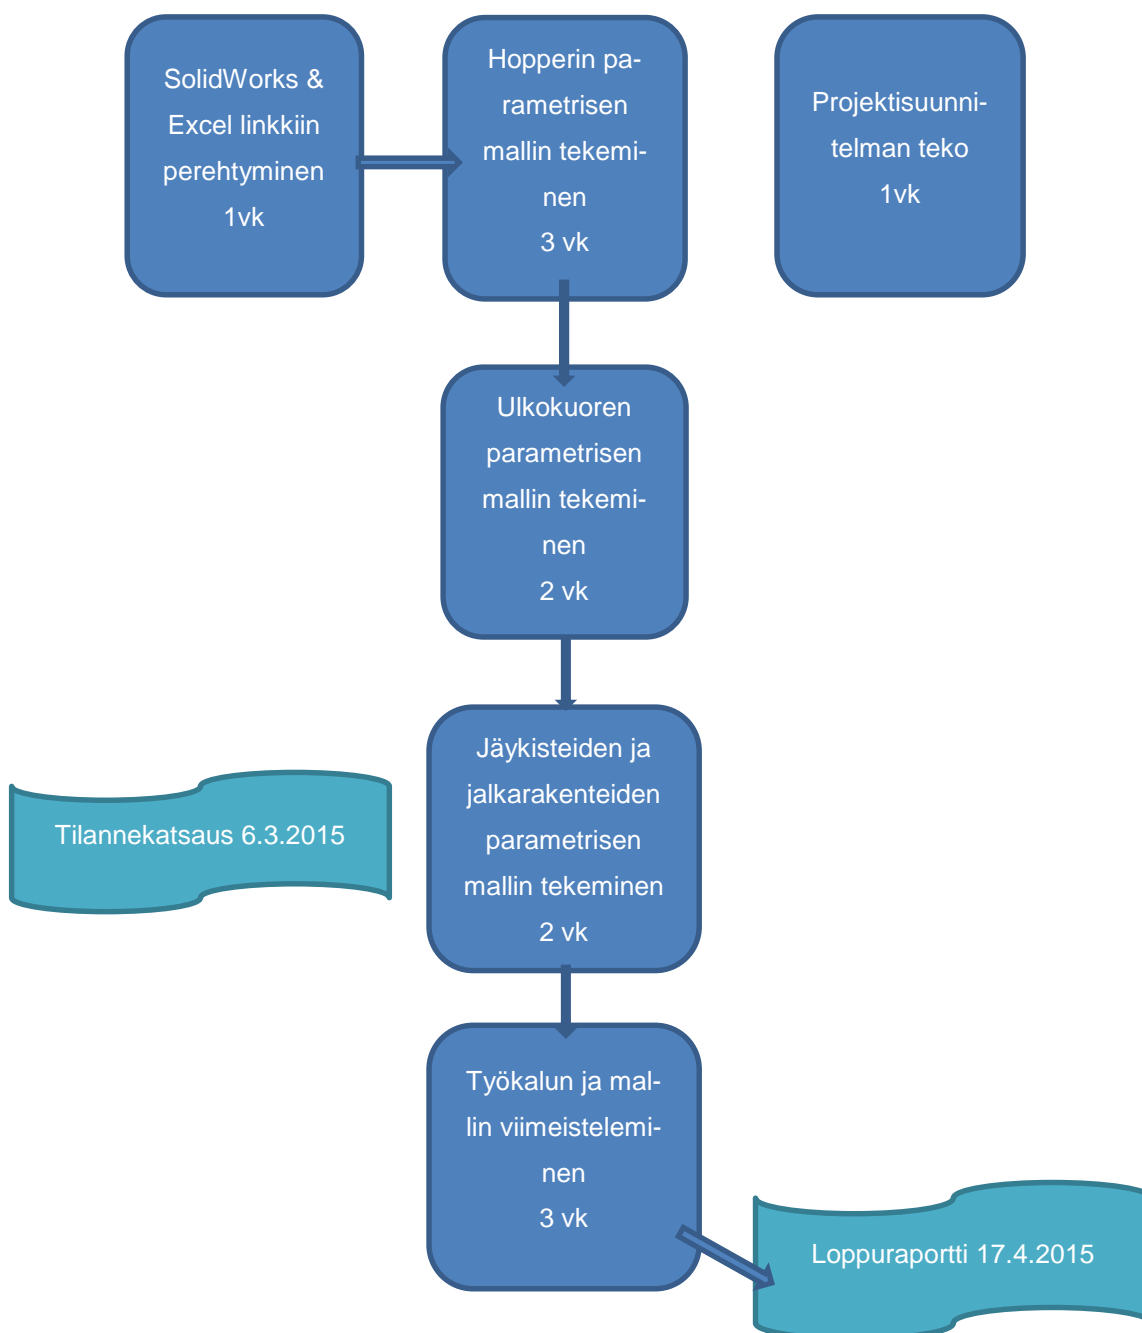 SolidWorks &
Excel linkkiin
perehtyminen
1vk
Hopperin pa-
rametrisen
mallin tekemi-
nen
3 vk
Projektisuunni-
telman teko
1vk
Ulkokuoren
parametrisen
mallin tekemi-
nen
2 vk
Jäykisteiden ja
jalkarakenteiden
parametrisen
mallin tekeminen
2 vk
Tilannekatsaus 6.3.2015
Työkalun ja mal-
lin viimeistelemi-
nen
3 vk
Loppuraportti 17.4.2015